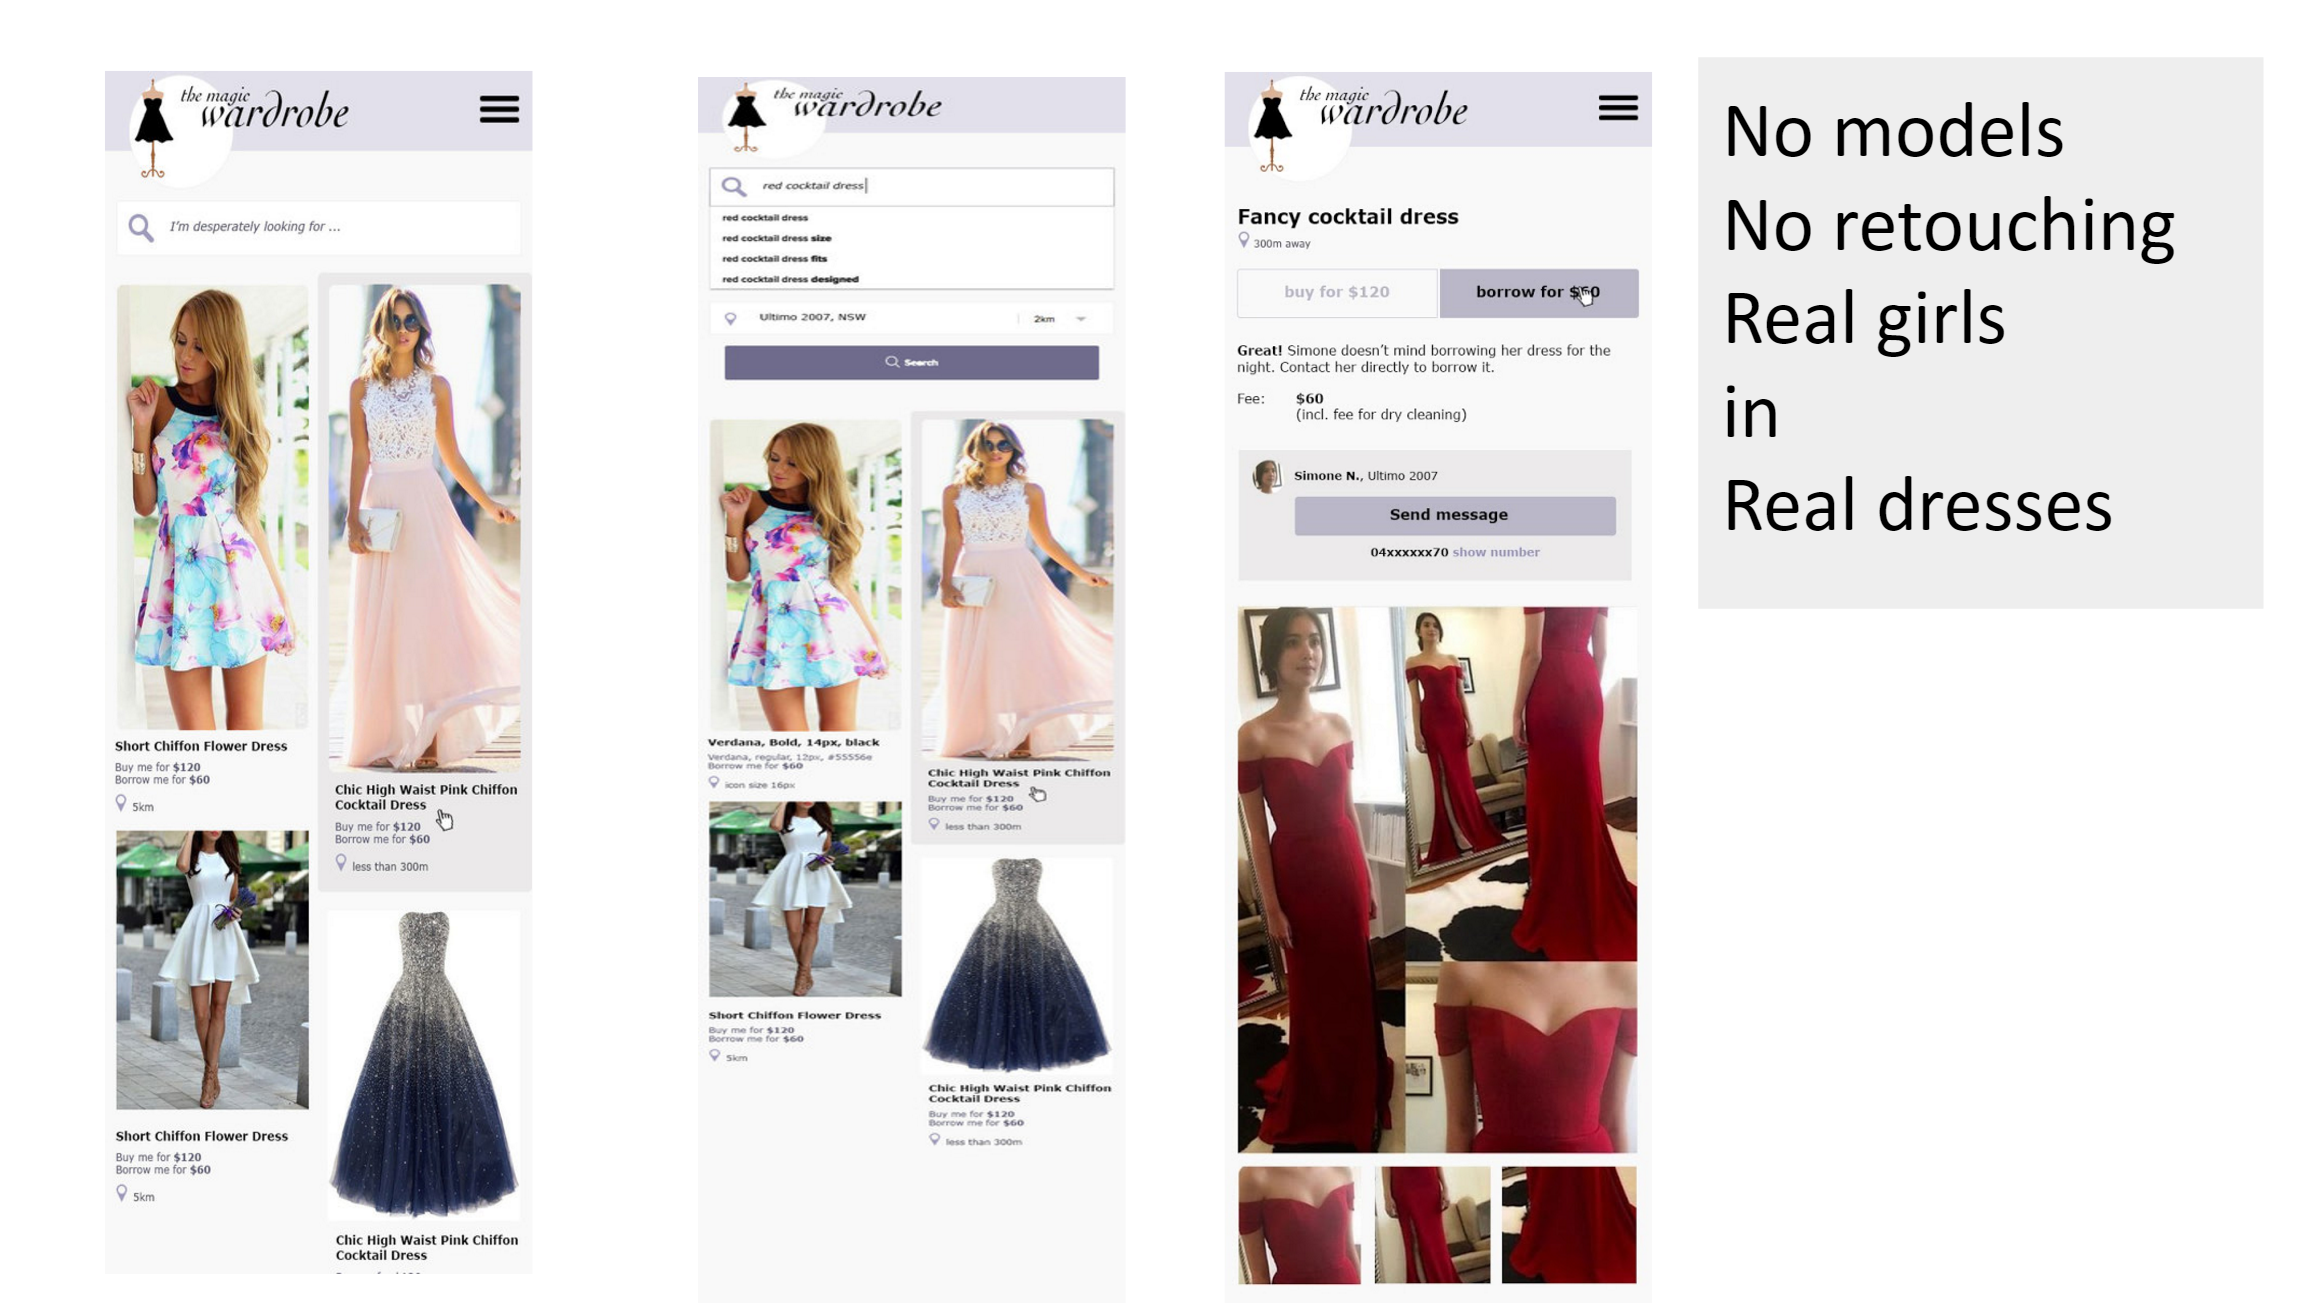 the magic
wardrobe
I'm desperately looking for ...
Short Chiffon Flower Dress
Buy me for $120
Borrow me for $60
5km
Chic High Waist Pink Chiffon
Cocktail Dress
Buy me for $120
Borrow me for $60
less than 300m
Short Chiffon Flower Dress
Buy me for $120
Borrow me for $60
5km
Chic High Waist Pink Chiffon
Cocktail Dress
the magic
wardrobe
red cocktail dress
red cocktail dress
red cocktail dress size
red cocktail dress fits
red cocktail dress designed
Ultimo 2007, NSW
2km
Search
Verdana, Bold, 14px, black
Verdana, regular, 12px, #55556e
Borrow me for $60
icon size 16px
Chic High Waist Pink Chiffon
Cocktail Dress
Buy me for $120
Borrow me for $60
less than 300m
Short Chiffon Flower Dress
Buy me for $120
Borrow me for $60
5km
Chic High Waist Pink Chiffon
Cocktail Dress
Buy me for $120
Borrow me for $60
less than 300m
the magic
wardrobe
Fancy cocktail dress
300m away
buy for $120
borrow for
Great! Simone doesn't mind borrowing her dress for the
night. Contact her directly to borrow it.
Fee: $60
(incl. fee for dry cleaning)
Simone N., Ultimo 2007
Send message
04xxxxxx70 show number
No models
No retouching
Real girls
in
Real dresses